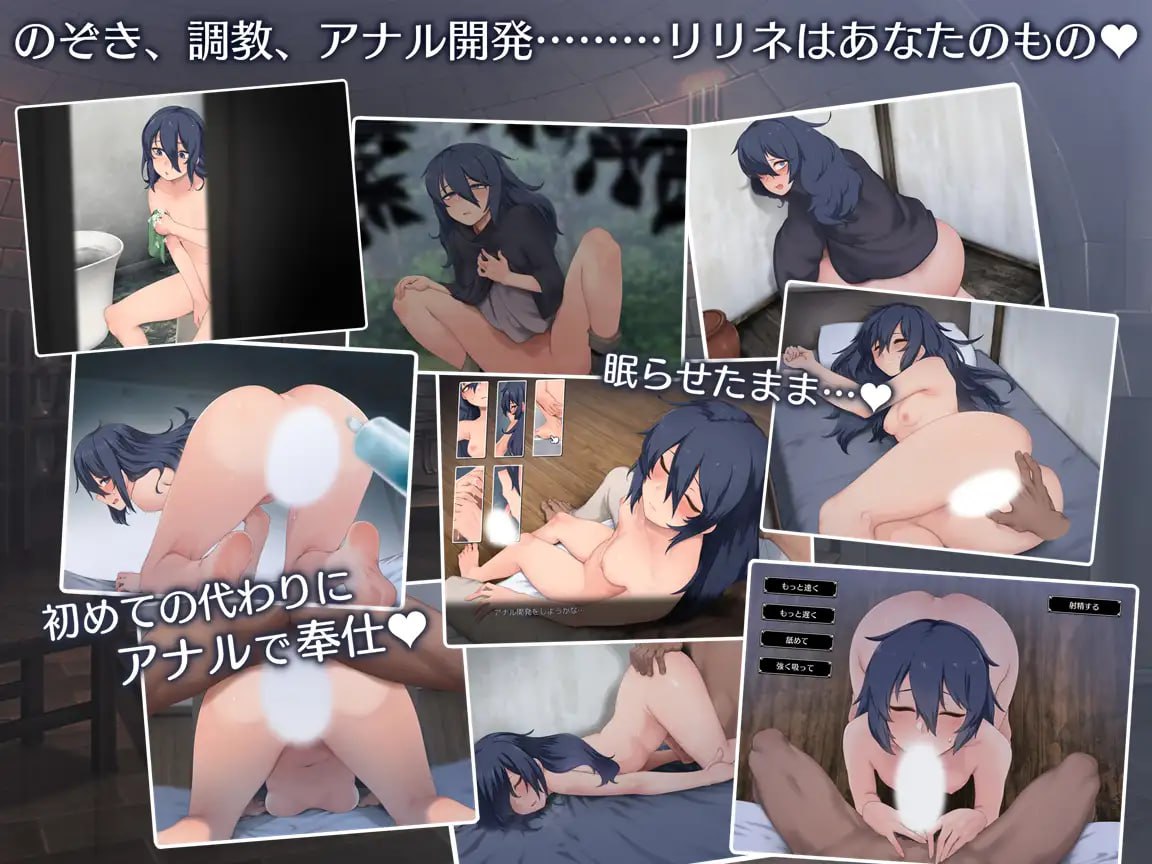 のぞき、調教、アナル開発………リリネはあなたのもの♥
眠らせたまま…♥
アナル開発をしようかな…
初めての代わりに
アナルで奉仕♥
もっと速く
もっと遅く
舐めて
強く吸って
射精する